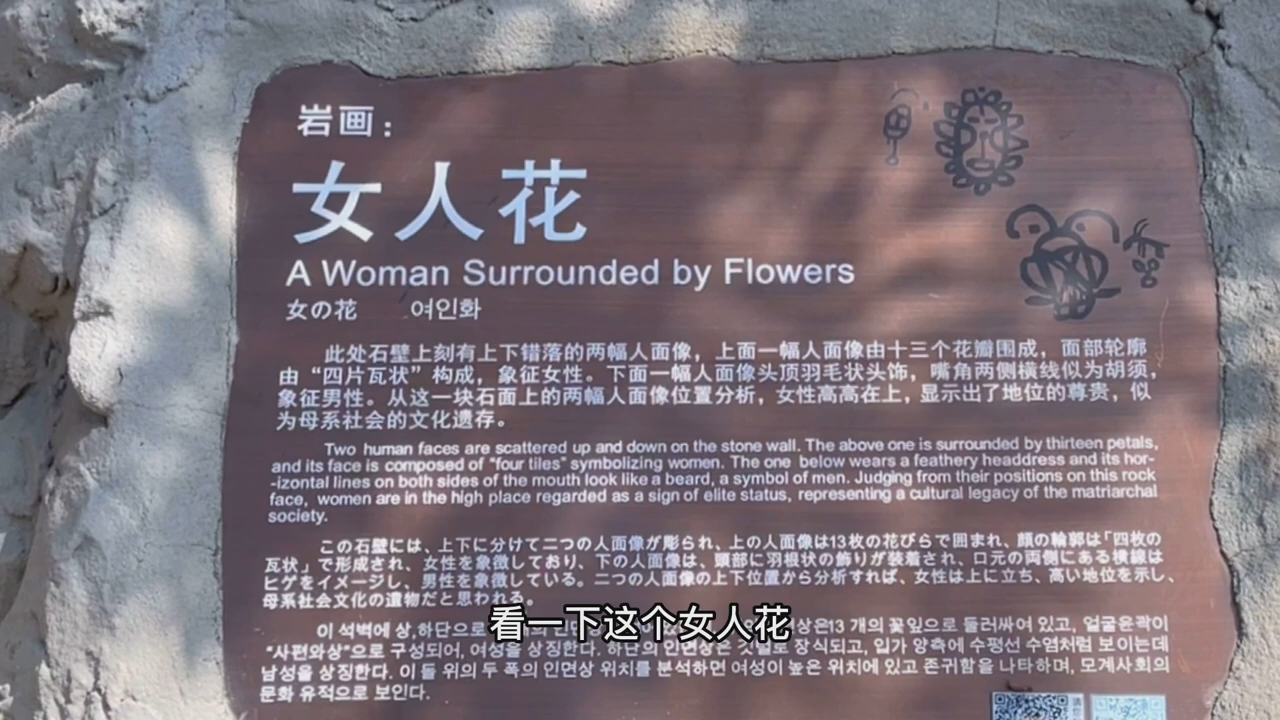 岩画：
女人花
A Woman Surrounded by Flowers
女の花 여인화
此处石壁上刻有上下错落的两幅人面像，上面一幅人面像由十三个花瓣围成，面部轮廓
由“四片瓦状”构成，象征女性。下面一幅人面像头顶羽毛状头饰，嘴角两侧横线似为胡须，
象征男性。从这一块石面上的两幅人面像位置分析，女性高高在上，显示出了地位的尊贵，似
为母系社会的文化遗存。
Two human faces are scattered up and down on the stone wall. The above one is surrounded by thirteen petals,
and its face is composed of "four tiles" symbolizing women. The one below wears a feathery headdress and its hor-
-izontal lines on both sides of the mouth look like a beard, a symbol of men. Judging from their positions on this rock
face, women are in the high place regarded as a sign of elite status, representing a cultural legacy of the matriarchal
society.
この石壁には、上下に分けて二つの人面像が彫られ、上の人面像は13枚の花びらで囲まれ、顔の輪郭は「四枚の
瓦状」で形成され、女性を象徴しており、下の人面像は、頭部に羽根状の飾りが装着され、口元の両側にある横線は
ヒゲをイメージし、男性を象徴している。二つの人面像の上下位置から分析すれば、女性は上に立ち、高い地位を示し、
母系社会文化の遺物だと思われる。
看一下这个女人花
이 석벽에 상,하단으로 상은13 개의 꽃잎으로 둘러싸여 있고, 얼굴윤곽이
“사편와상”으로 구성되어, 여성을 상징한다. 하단의 인면상은 깃털로 장식되고, 입가 양측에 수평선 수염처럼 보이는데
남성을 상징한다. 이 들 위의 두 폭의 인면상 위치를 분석하면 여성이 높은 위치에 있고 존귀함을 나타하며, 모계사회의
문화 유적으로 보인다.